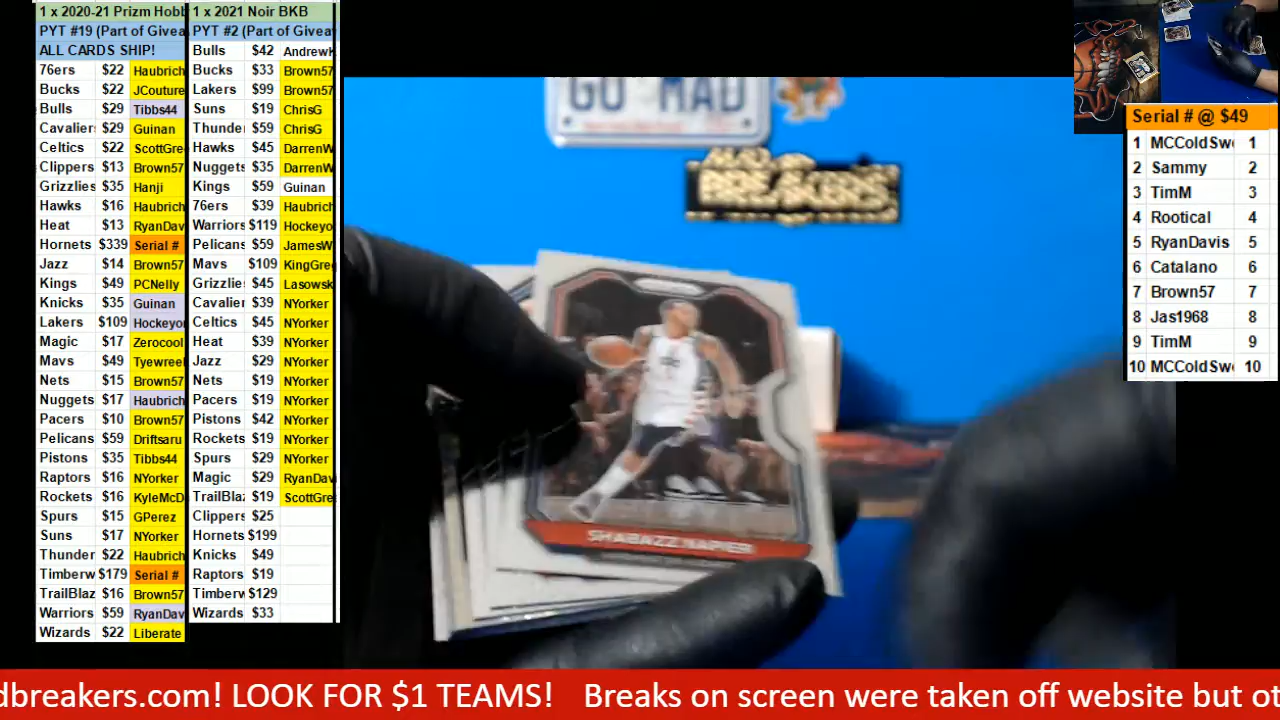 1 x 2020-21 Prizm Hobb
PYT #19 (Part of Givea
ALL CARDS SHIP!
76ers $22 Haubrich
Bucks $22 JCouture
Bulls $29 Tibbs44
Cavaliers $29 Guinan
Celtics $22 ScottGre
Clippers $13 Brown57
Grizzlies $35 Hanji
Hawks $16 Haubrich
Heat $13 RyanDav
Hornets $339 Serial #
Jazz $14 Brown57
Kings $49 PCNelly
Knicks $35 Guinan
Lakers $109 Hockeyo
Magic $17 Zerocool
Mavs $49 Tyewree
Nets $15 Brown57
Nuggets $17 Haubrich
Pacers $10 Brown57
Pelicans $59 Driftsaru
Pistons $35 Tibbs44
Raptors $16 NYorker
Rockets $16 KyleMcD
Spurs $15 GPerez
Suns $17 NYorker
Thunder $22 Haubrich
Timberw $179 Serial #
TrailBlaz $16 Brown57
Warriors $59 RyanDav
Wizards $22 Liberate
1 x 2021 Noir BKB
PYT #2 (Part of Giveav
Bulls $42 AndrewK
Bucks $33 Brown57
Lakers $99 Brown57
Suns $19 ChrisG
Thunde $59 ChrisG
Hawks $45 DarrenW
Nugget $35 DarrenW
Kings $59 Guinan
76ers $39 Haubrich
Warriors $119 Hockeyo
Pelicans $59 JamesW
Mavs $109 KingGre
Grizzlie $45 Lasowsk
Cavalier $39 NYorker
Celtics $45 NYorker
Heat $39 NYorker
Jazz $29 NYorker
Nets $19 NYorker
Pacers $19 NYorker
Pistons $42 NYorker
Rockets $19 NYorker
Spurs $29 NYorker
Magic $29 RyanDav
TrailBlaz $19 ScottGre
Clippers $25
Hornets $199
Knicks $49
Raptors $19
Timberw $129
Wizards $33
GO MAD
MAD
BREAKERS
SHABAZZ NAPIER
Serial # @ $49
1 MCColdSw 1
2 Sammy 2
3 TimM 3
4 Rootical 4
5 RyanDavis 5
6 Catalano 6
7 Brown57 7
8 Jas1968 8
9 TimM 9
10 MCColdSw 10
dbreakers.com! LOOK FOR $1 TEAMS! Breaks on screen were taken off website but ot